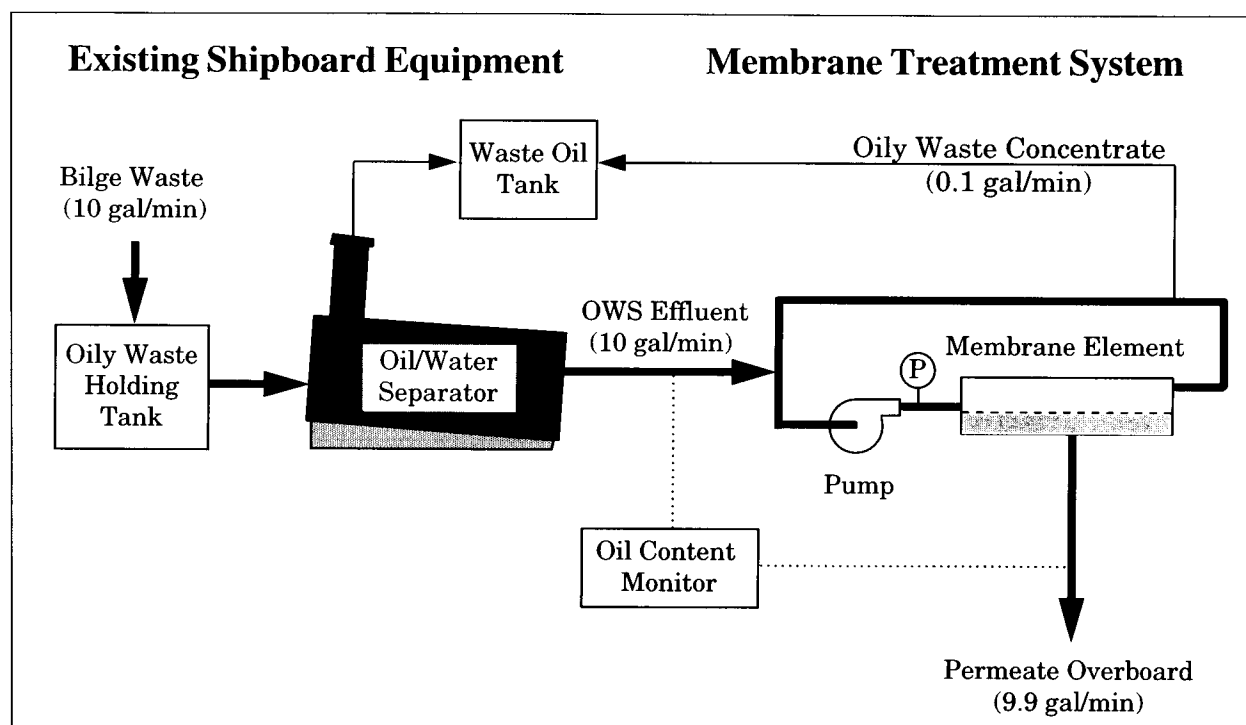 Existing Shipboard Equipment
Membrane Treatment System
Bilge Waste
(10 gal/min)
Waste Oil
Tank
Oily Waste Concentrate
(0.1 gal/min)
Oily Waste
Holding
Tank
Oil/Water
Separator
OWS Effluent
(10 gal/min)
Membrane Element
P
Pump
Oil Content
Monitor
Permeate Overboard
(9.9 gal/min)